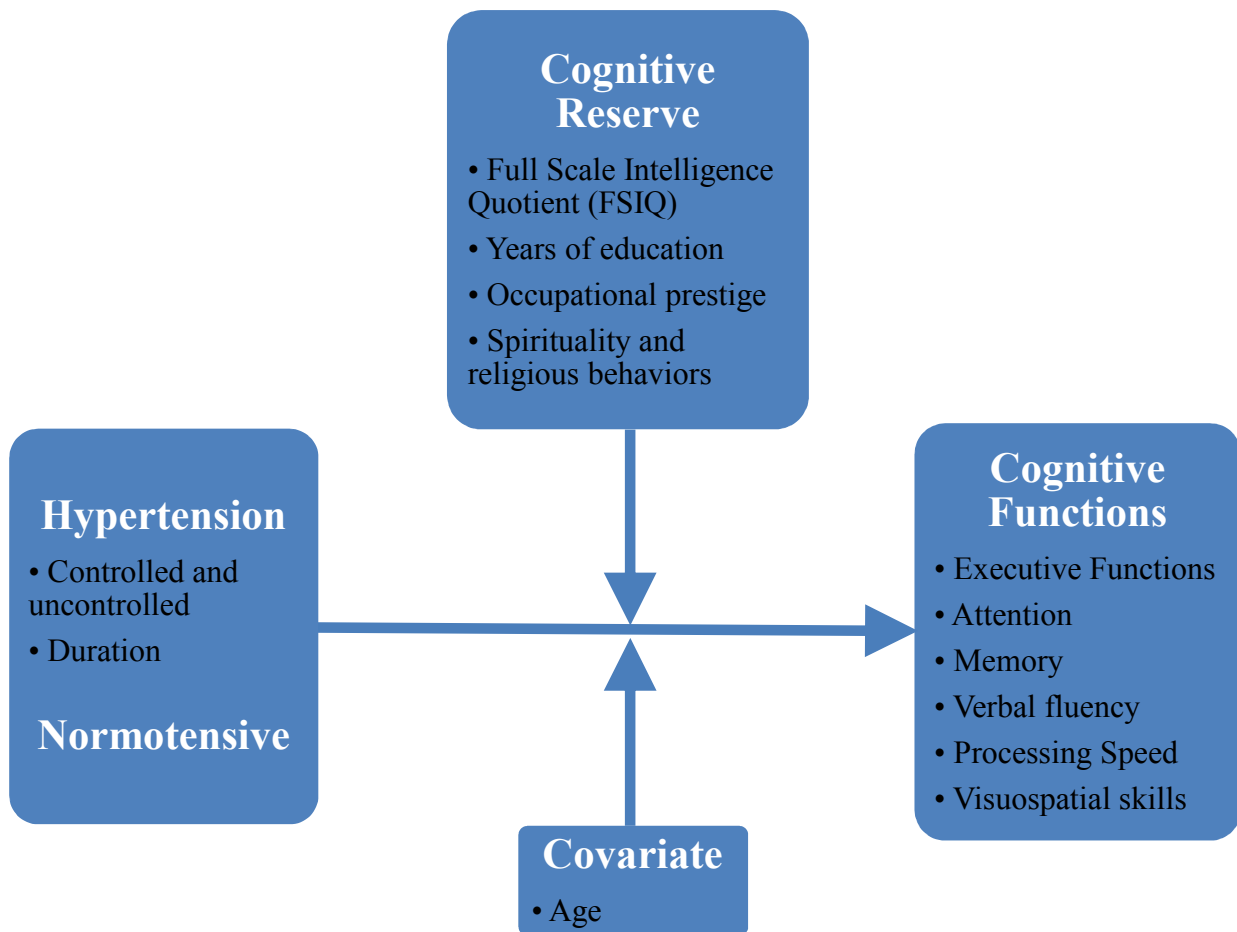 Cognitive
Reserve
• Full Scale Intelligence
Quotient (FSIQ)
• Years of education
• Occupational prestige
• Spirituality and
religious behaviors
Hypertension
• Controlled and
uncontrolled
• Duration
Normotensive
Cognitive
Functions
• Executive Functions
• Attention
• Memory
• Verbal fluency
• Processing Speed
• Visuospatial skills
Covariate
• Age